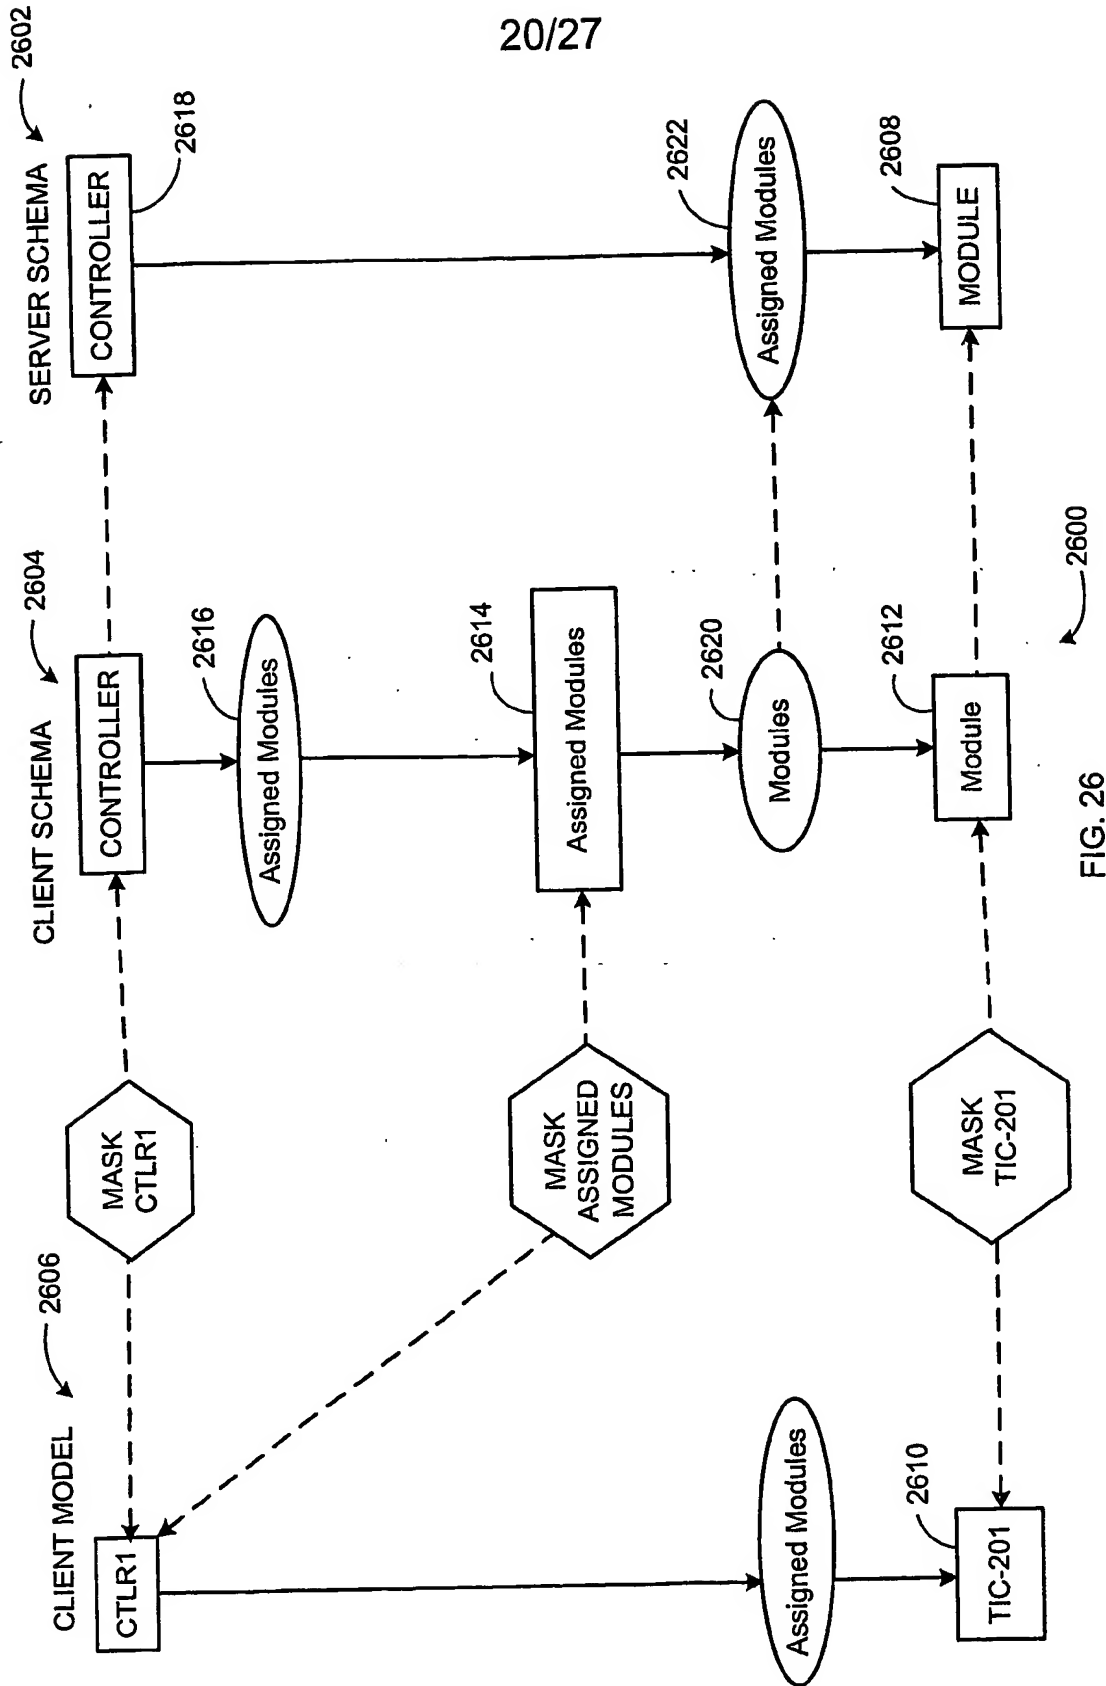 20/27
CLIENT MODEL
2606
CLIENT SCHEMA
2604
SERVER SCHEMA
2602
CTLR1
MASK
CTLR1
CONTROLLER
CONTROLLER
2618
Assigned Modules
2616
MASK
ASSIGNED
MODULES
Assigned Modules
2614
Assigned Modules
Modules
2620
Assigned Modules
2622
TIC-201
2610
MASK
TIC-201
Module
2612
MODULE
2608
2600
FIG. 26